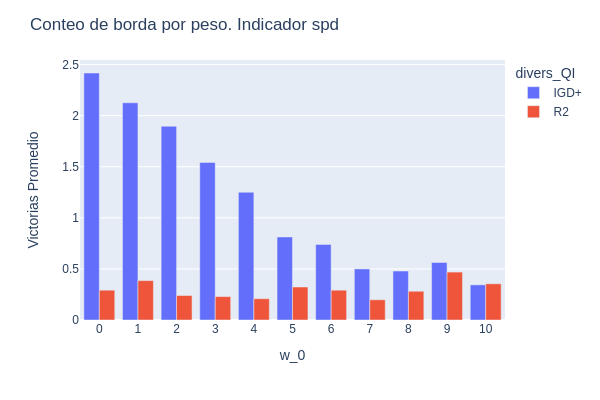 Conteo de borda por peso. Indicador spd
divers_QI
IGD+
R2
Victorias Promedio
2.5
2
1.5
1
0.5
0
0 1 2 3 4 5 6 7 8 9 10
w_0